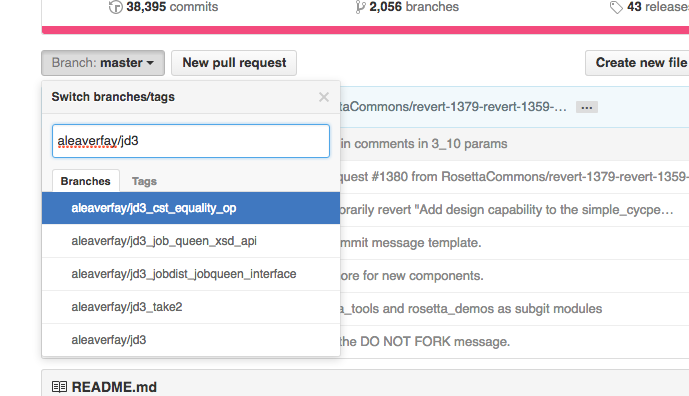 38,395 commits 2,056 branches 43 releases
Branch: master New pull request Create new file
Switch branches/tags
aleaverfay/jd3
Branches Tags
aleaverfay/jd3_cst_equality_op
aleaverfay/jd3_job_queen_xsd_api
aleaverfay/jd3_jobdist_jobqueen_interface
aleaverfay/jd3_take2
aleaverfay/jd3
ttaCommons/revert-1379-revert-1359-… …
in comments in 3_10 params
quest #1380 from RosettaCommons/revert-1379-revert-1359-
orarily revert "Add design capability to the simple_cycpe…
mmit message template.
ore for new components.
a_tools and rosetta_demos as subgit modules
the DO NOT FORK message.
README.md